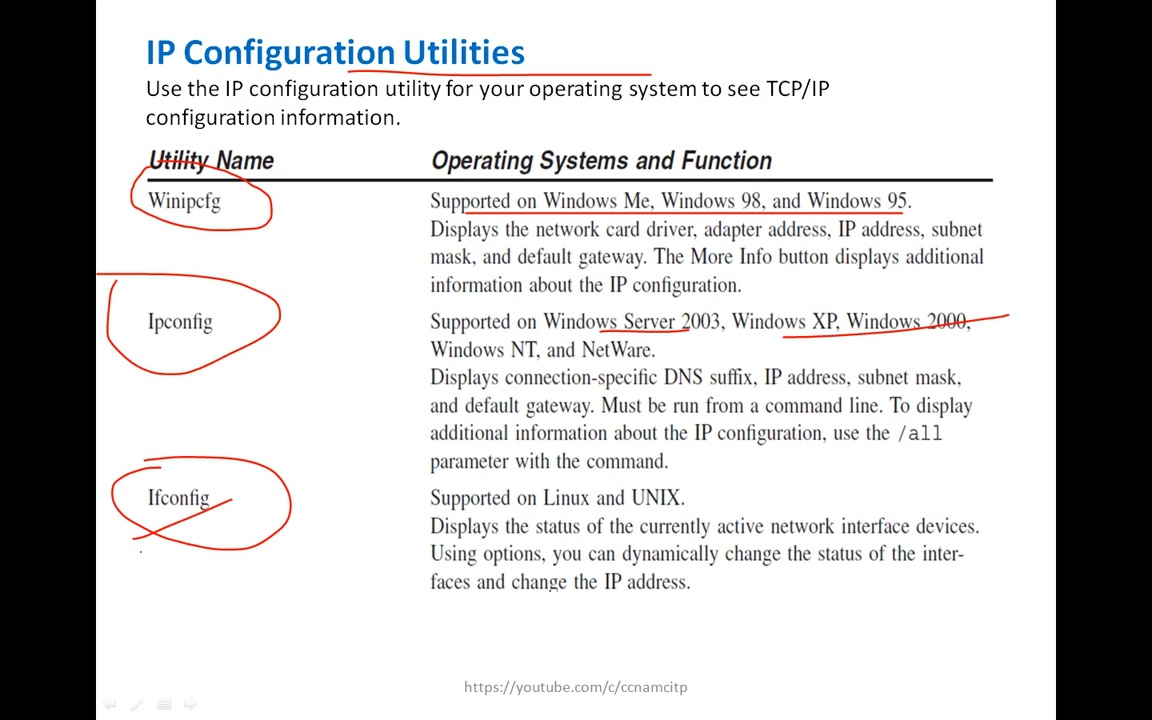 IP Configuration Utilities
Use the IP configuration utility for your operating system to see TCP/IP
configuration information.
Utility Name Operating Systems and Function
Winipcfg Supported on Windows Me, Windows 98, and Windows 95.
Displays the network card driver, adapter address, IP address, subnet
mask, and default gateway. The More Info button displays additional
information about the IP configuration.
Ipconfig Supported on Windows Server 2003, Windows XP, Windows 2000,
Windows NT, and NetWare.
Displays connection-specific DNS suffix, IP address, subnet mask,
and default gateway. Must be run from a command line. To display
additional information about the IP configuration, use the /all
parameter with the command.
Ifconfig Supported on Linux and UNIX.
Displays the status of the currently active network interface devices.
Using options, you can dynamically change the status of the inter-
faces and change the IP address.
https://youtube.com/c/ccnamcitp